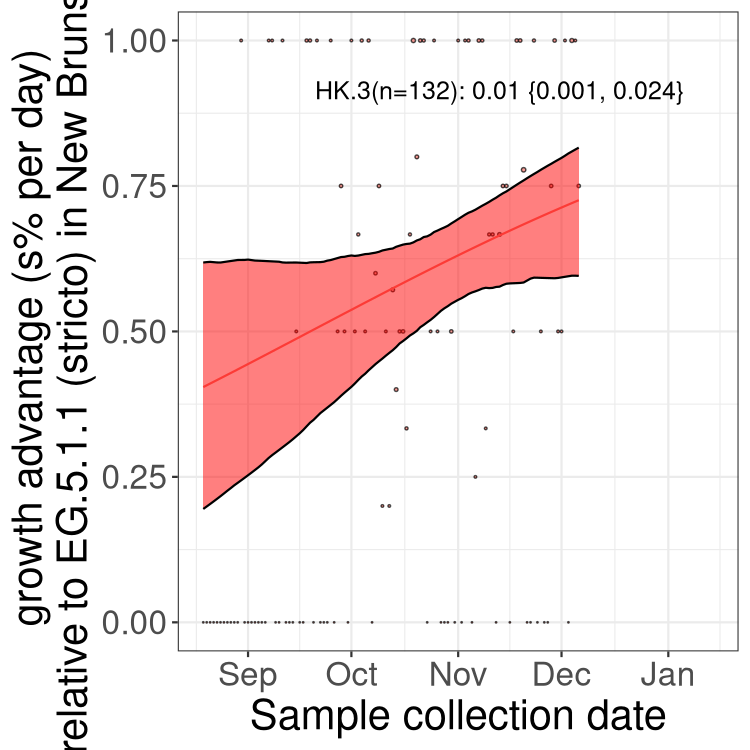 growth advantage (s% per day)
relative to EG.5.1.1 (stricto) in New Bruns
1.00
0.75
0.50
0.25
0.00
HK.3(n=132): 0.01 {0.001, 0.024}
Sep Oct Nov Dec Jan
Sample collection date